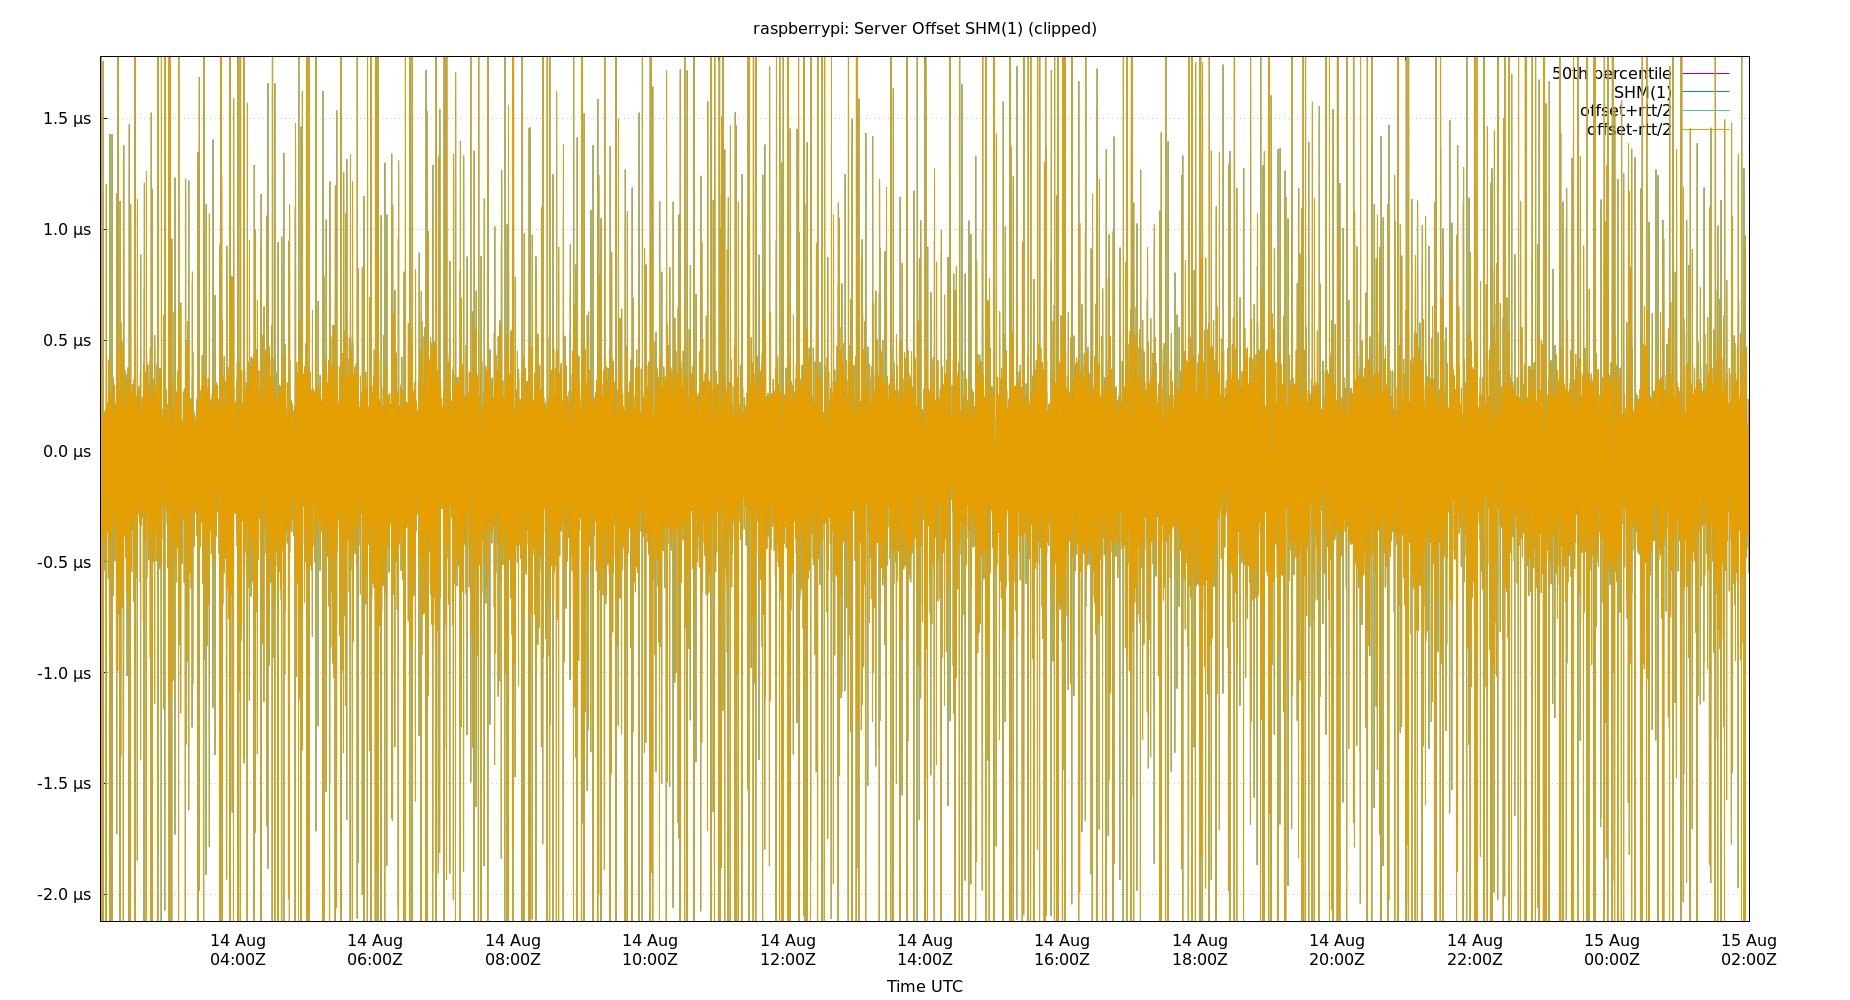 raspberrypi: Server Offset SHM(1) (clipped)
50th percentile
SHM(1)
offset+rtt/2
offset-rtt/2
1.5 µs
1.0 µs
0.5 µs
0.0 µs
-0.5 µs
-1.0 µs
-1.5 µs
-2.0 µs
14 Aug 14 Aug 14 Aug 14 Aug 14 Aug 14 Aug 14 Aug 14 Aug 14 Aug 14 Aug 15 Aug 15 Aug
04:00Z 06:00Z 08:00Z 10:00Z 12:00Z 14:00Z 16:00Z 18:00Z 20:00Z 22:00Z 00:00Z 02:00Z
Time UTC